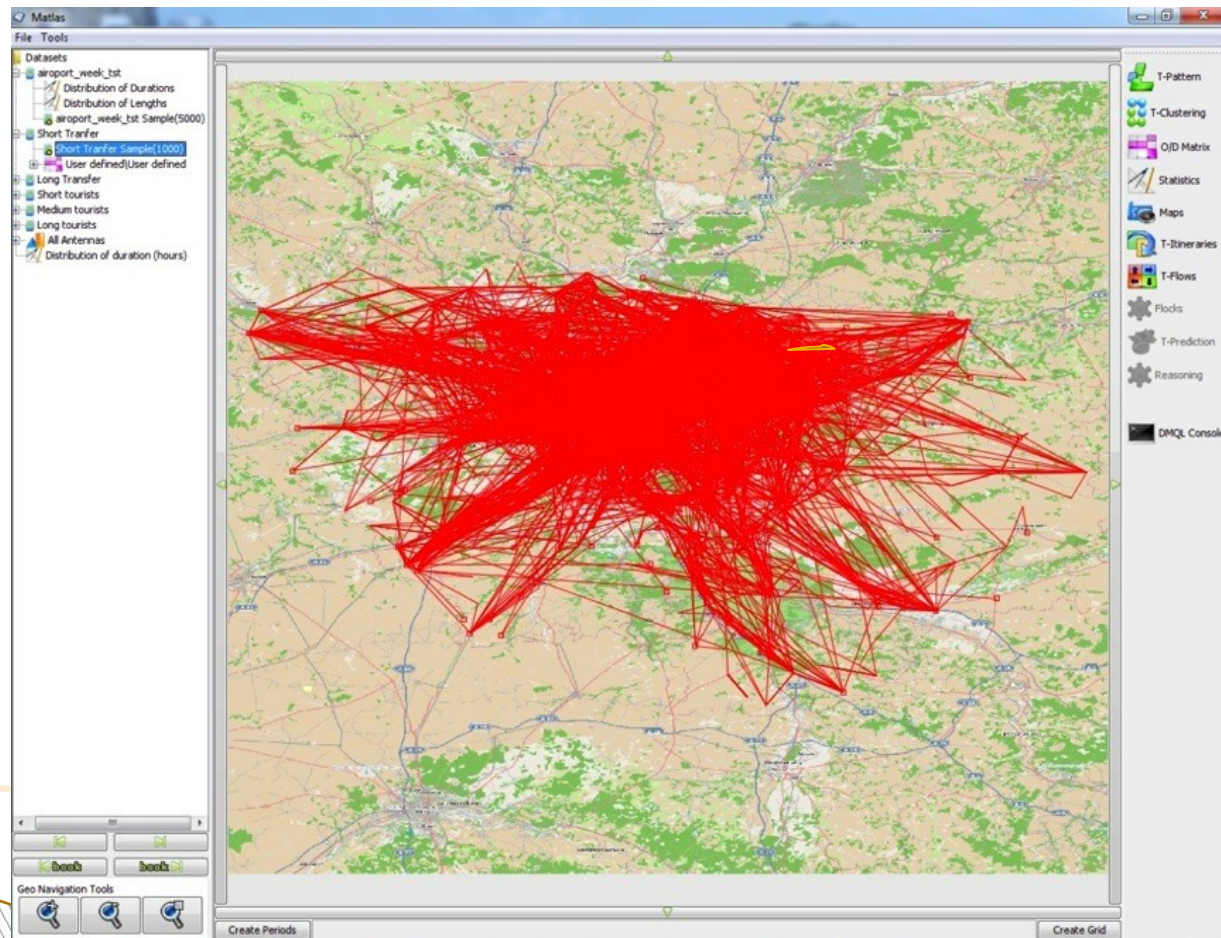 Matlas
File Tools
Datasets
airoport_week_tst
Distribution of Durations
Distribution of Lengths
airoport_week_tst Sample(5000)
Short Tranfer
Short Tranfer Sample(1000)
User defined|User defined
Long Transfer
Short tourists
Medium tourists
Long tourists
All Antennas
Distribution of duration (hours)
book
book
Geo Navigation Tools
Create Periods
Create Grid
T-Pattern
T-Clustering
O/D Matrix
Statistics
Maps
T-Itineraries
T-Flows
Flocks
T-Prediction
Reasoning
DMQL Console